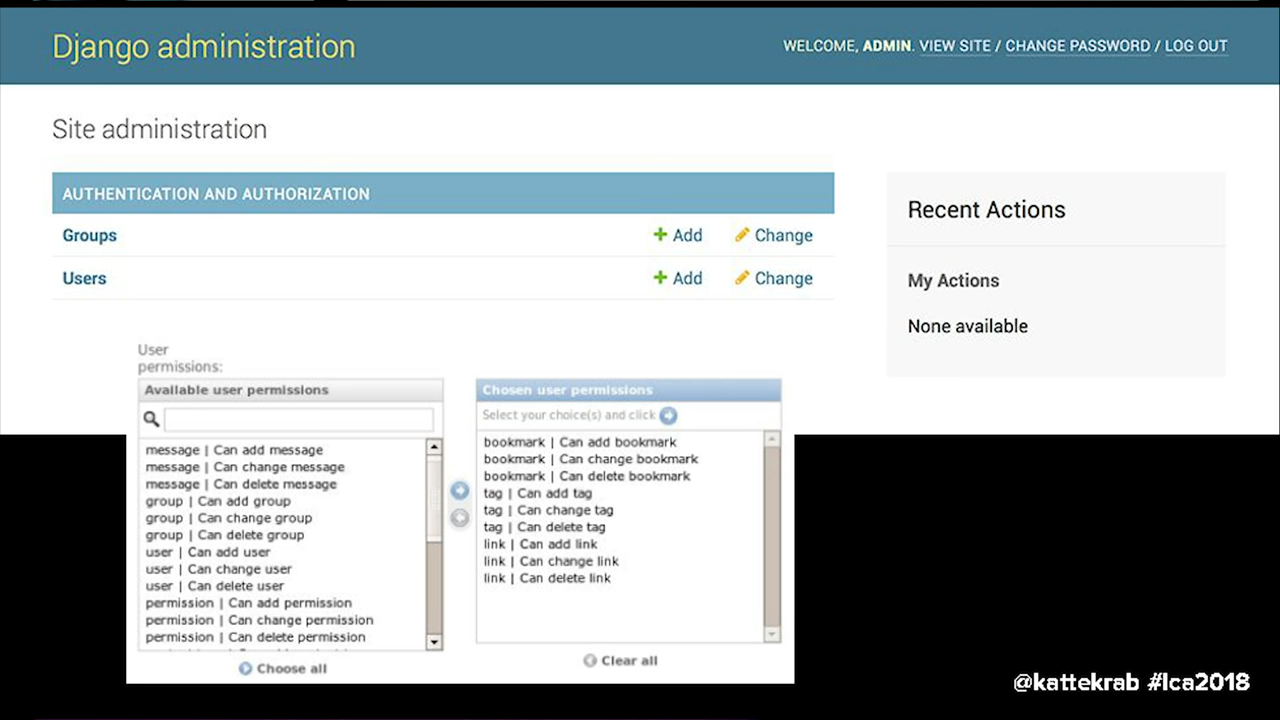 Django administration
WELCOME, ADMIN. VIEW SITE / CHANGE PASSWORD / LOG OUT
Site administration
AUTHENTICATION AND AUTHORIZATION
Groups Add Change
Users Add Change
Recent Actions
My Actions
None available
User
permissions:
Available user permissions
message | Can add message
message | Can change message
message | Can delete message
group | Can add group
group | Can change group
group | Can delete group
user | Can add user
user | Can change user
user | Can delete user
permission | Can add permission
permission | Can change permission
permission | Can delete permission
Choose all
Chosen user permissions
Select your choice(s) and click
bookmark | Can add bookmark
bookmark | Can change bookmark
bookmark | Can delete bookmark
tag | Can add tag
tag | Can change tag
tag | Can delete tag
link | Can add link
link | Can change link
link | Can delete link
Clear all
@kattekrab #lca2018